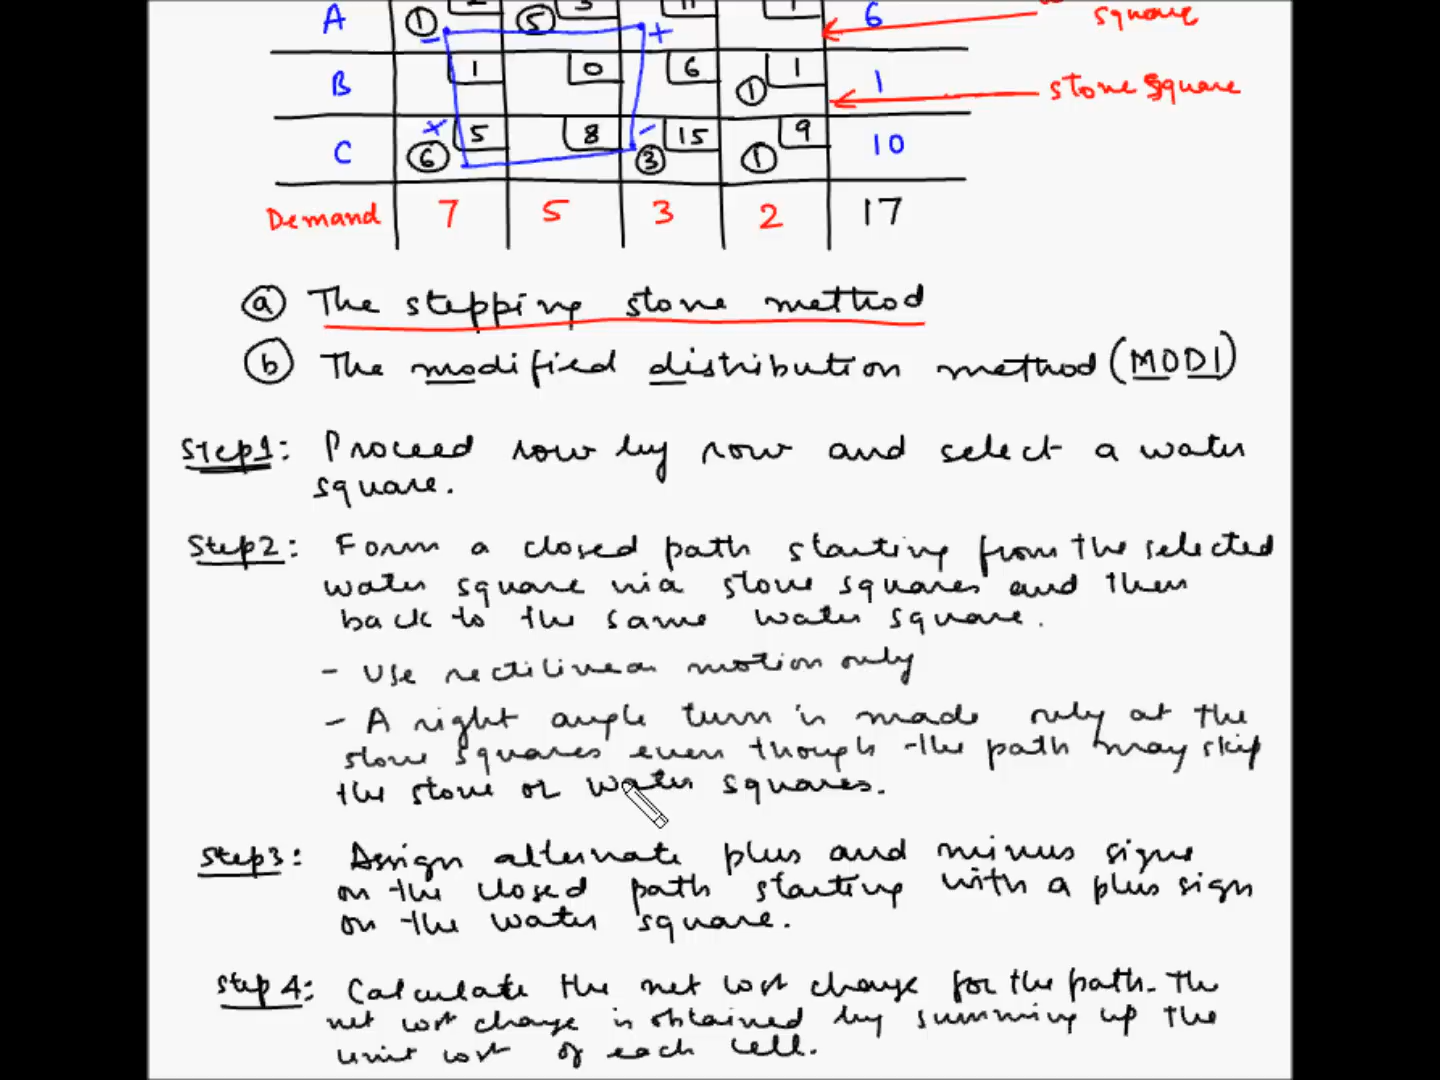 A ① ⑤ 3 11 6 square
− +
B 1 0 6 ① 1 1 stone square
+ −
C ⑥ 5 8 ③ 15 ① 9 10
Demand 7 5 3 2 17
ⓐ The stepping stone method
ⓑ The modified distribution method (MODI)
Step1: Proceed row by row and select a water
square.
Step2: Form a closed path starting from the selected
water square via stone squares and then
back to the same water square.
- Use rectilinear motion only
- A right angle turn is made only at the
stone squares even though the path may skip
the stone or water squares.
Step3: Assign alternate plus and minus signs
on the closed path starting with a plus sign
on the water square.
Step 4: Calculate the net cost change for the path. The
net cost change is obtained by summing up the
unit cost of each cell.